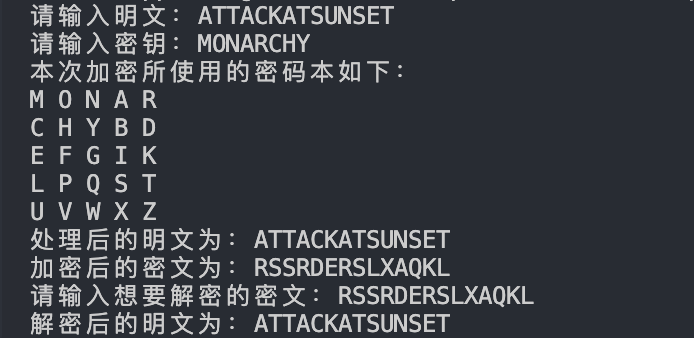 请输入明文：ATTACKATSUNSET
请输入密钥：MONARCHY
本次加密所使用的密码本如下：
M O N A R
C H Y B D
E F G I K
L P Q S T
U V W X Z
处理后的明文为：ATTACKATSUNSET
加密后的密文为：RSSRDERSLXAQKL
请输入想要解密的密文：RSSRDERSLXAQKL
解密后的明文为：ATTACKATSUNSET